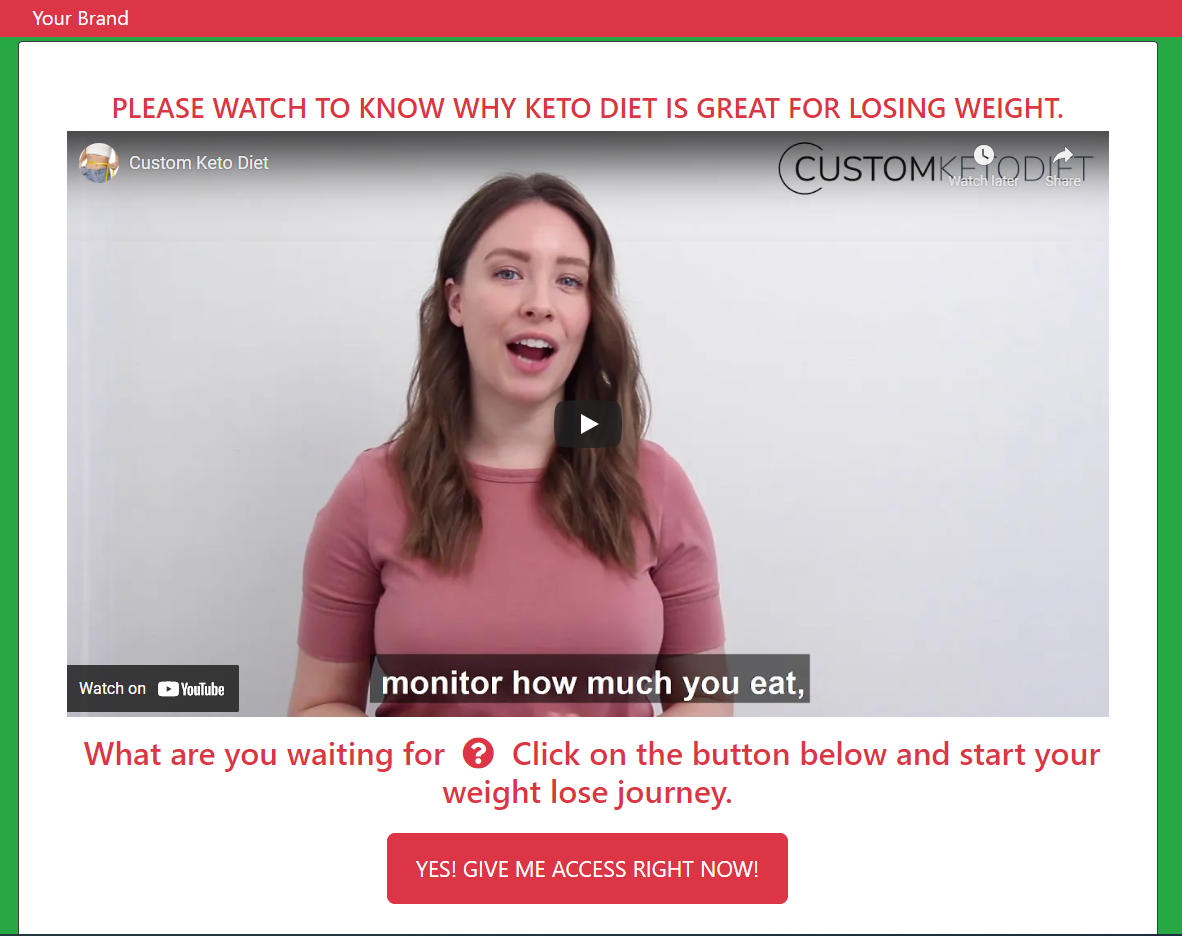 Your Brand
PLEASE WATCH TO KNOW WHY KETO DIET IS GREAT FOR LOSING WEIGHT.
Custom Keto Diet
CUSTOMKETODIET
Watch later
Share
monitor how much you eat,
Watch on YouTube
What are you waiting for ? Click on the button below and start your
weight lose journey.
YES! GIVE ME ACCESS RIGHT NOW!